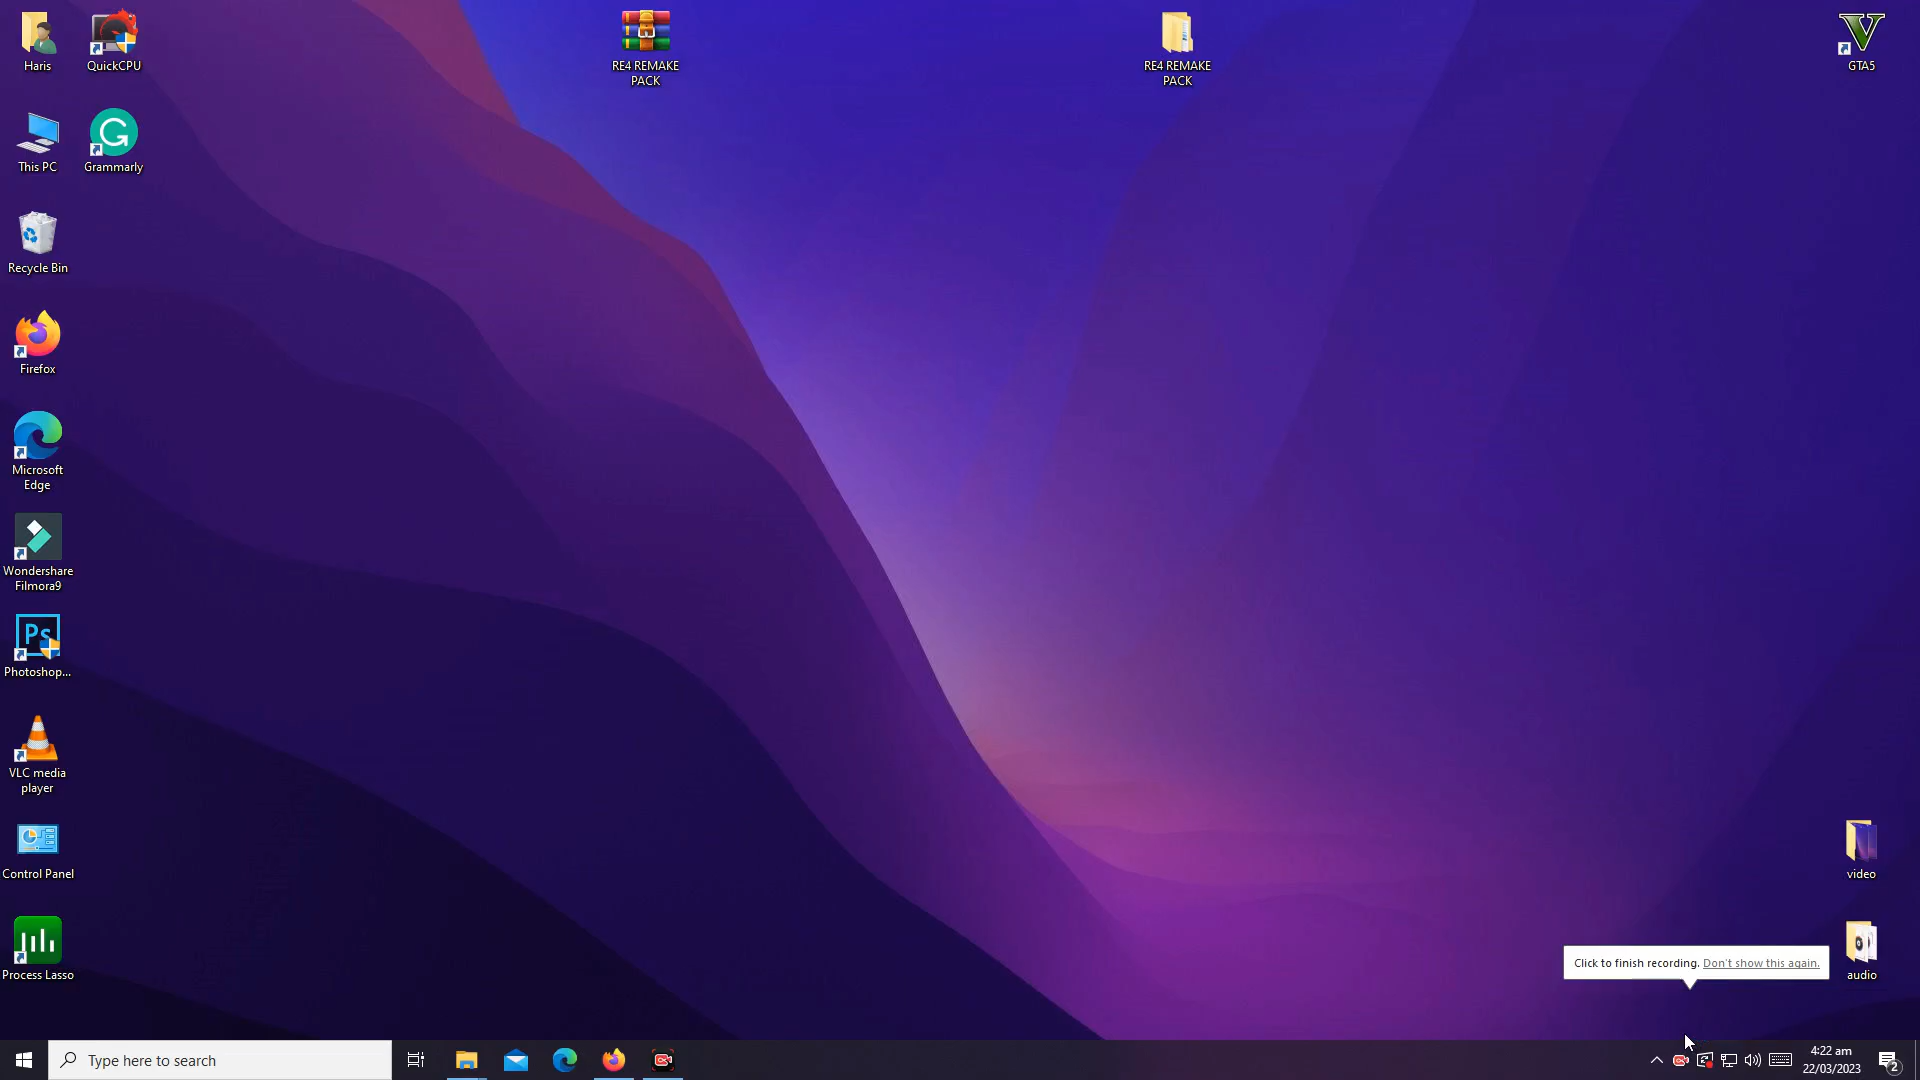 Haris
QuickCPU
RE4 REMAKE
PACK
RE4 REMAKE
PACK
GTA5
This PC
Grammarly
Recycle Bin
Firefox
Microsoft
Edge
Wondershare
Filmora9
Ps
Photoshop...
VLC media
player
Control Panel
video
Process Lasso
audio
Click to finish recording. Don't show this again.
Type here to search
4:22 am
22/03/2023
2